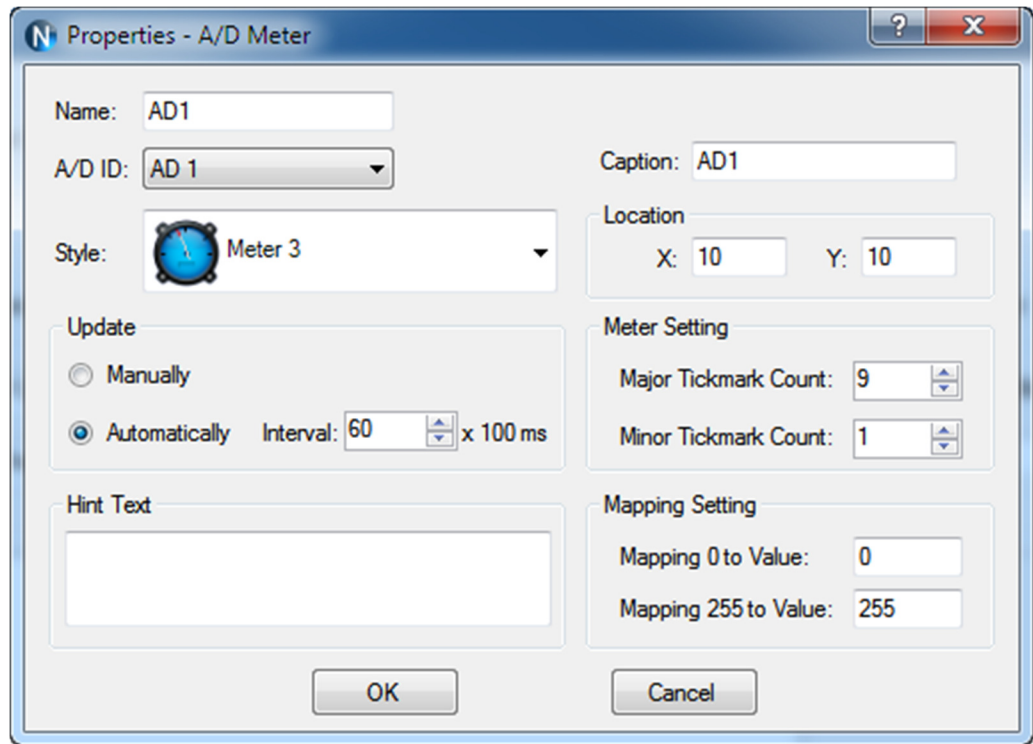 N Properties - A/D Meter
?
X
Name: AD1
A/D ID: AD 1
Caption: AD1
Style: Meter 3
Location
X: 10 Y: 10
Update
Manually
Automatically Interval: 60 x 100 ms
Meter Setting
Major Tickmark Count: 9
Minor Tickmark Count: 1
Hint Text
Mapping Setting
Mapping 0 to Value: 0
Mapping 255 to Value: 255
OK Cancel